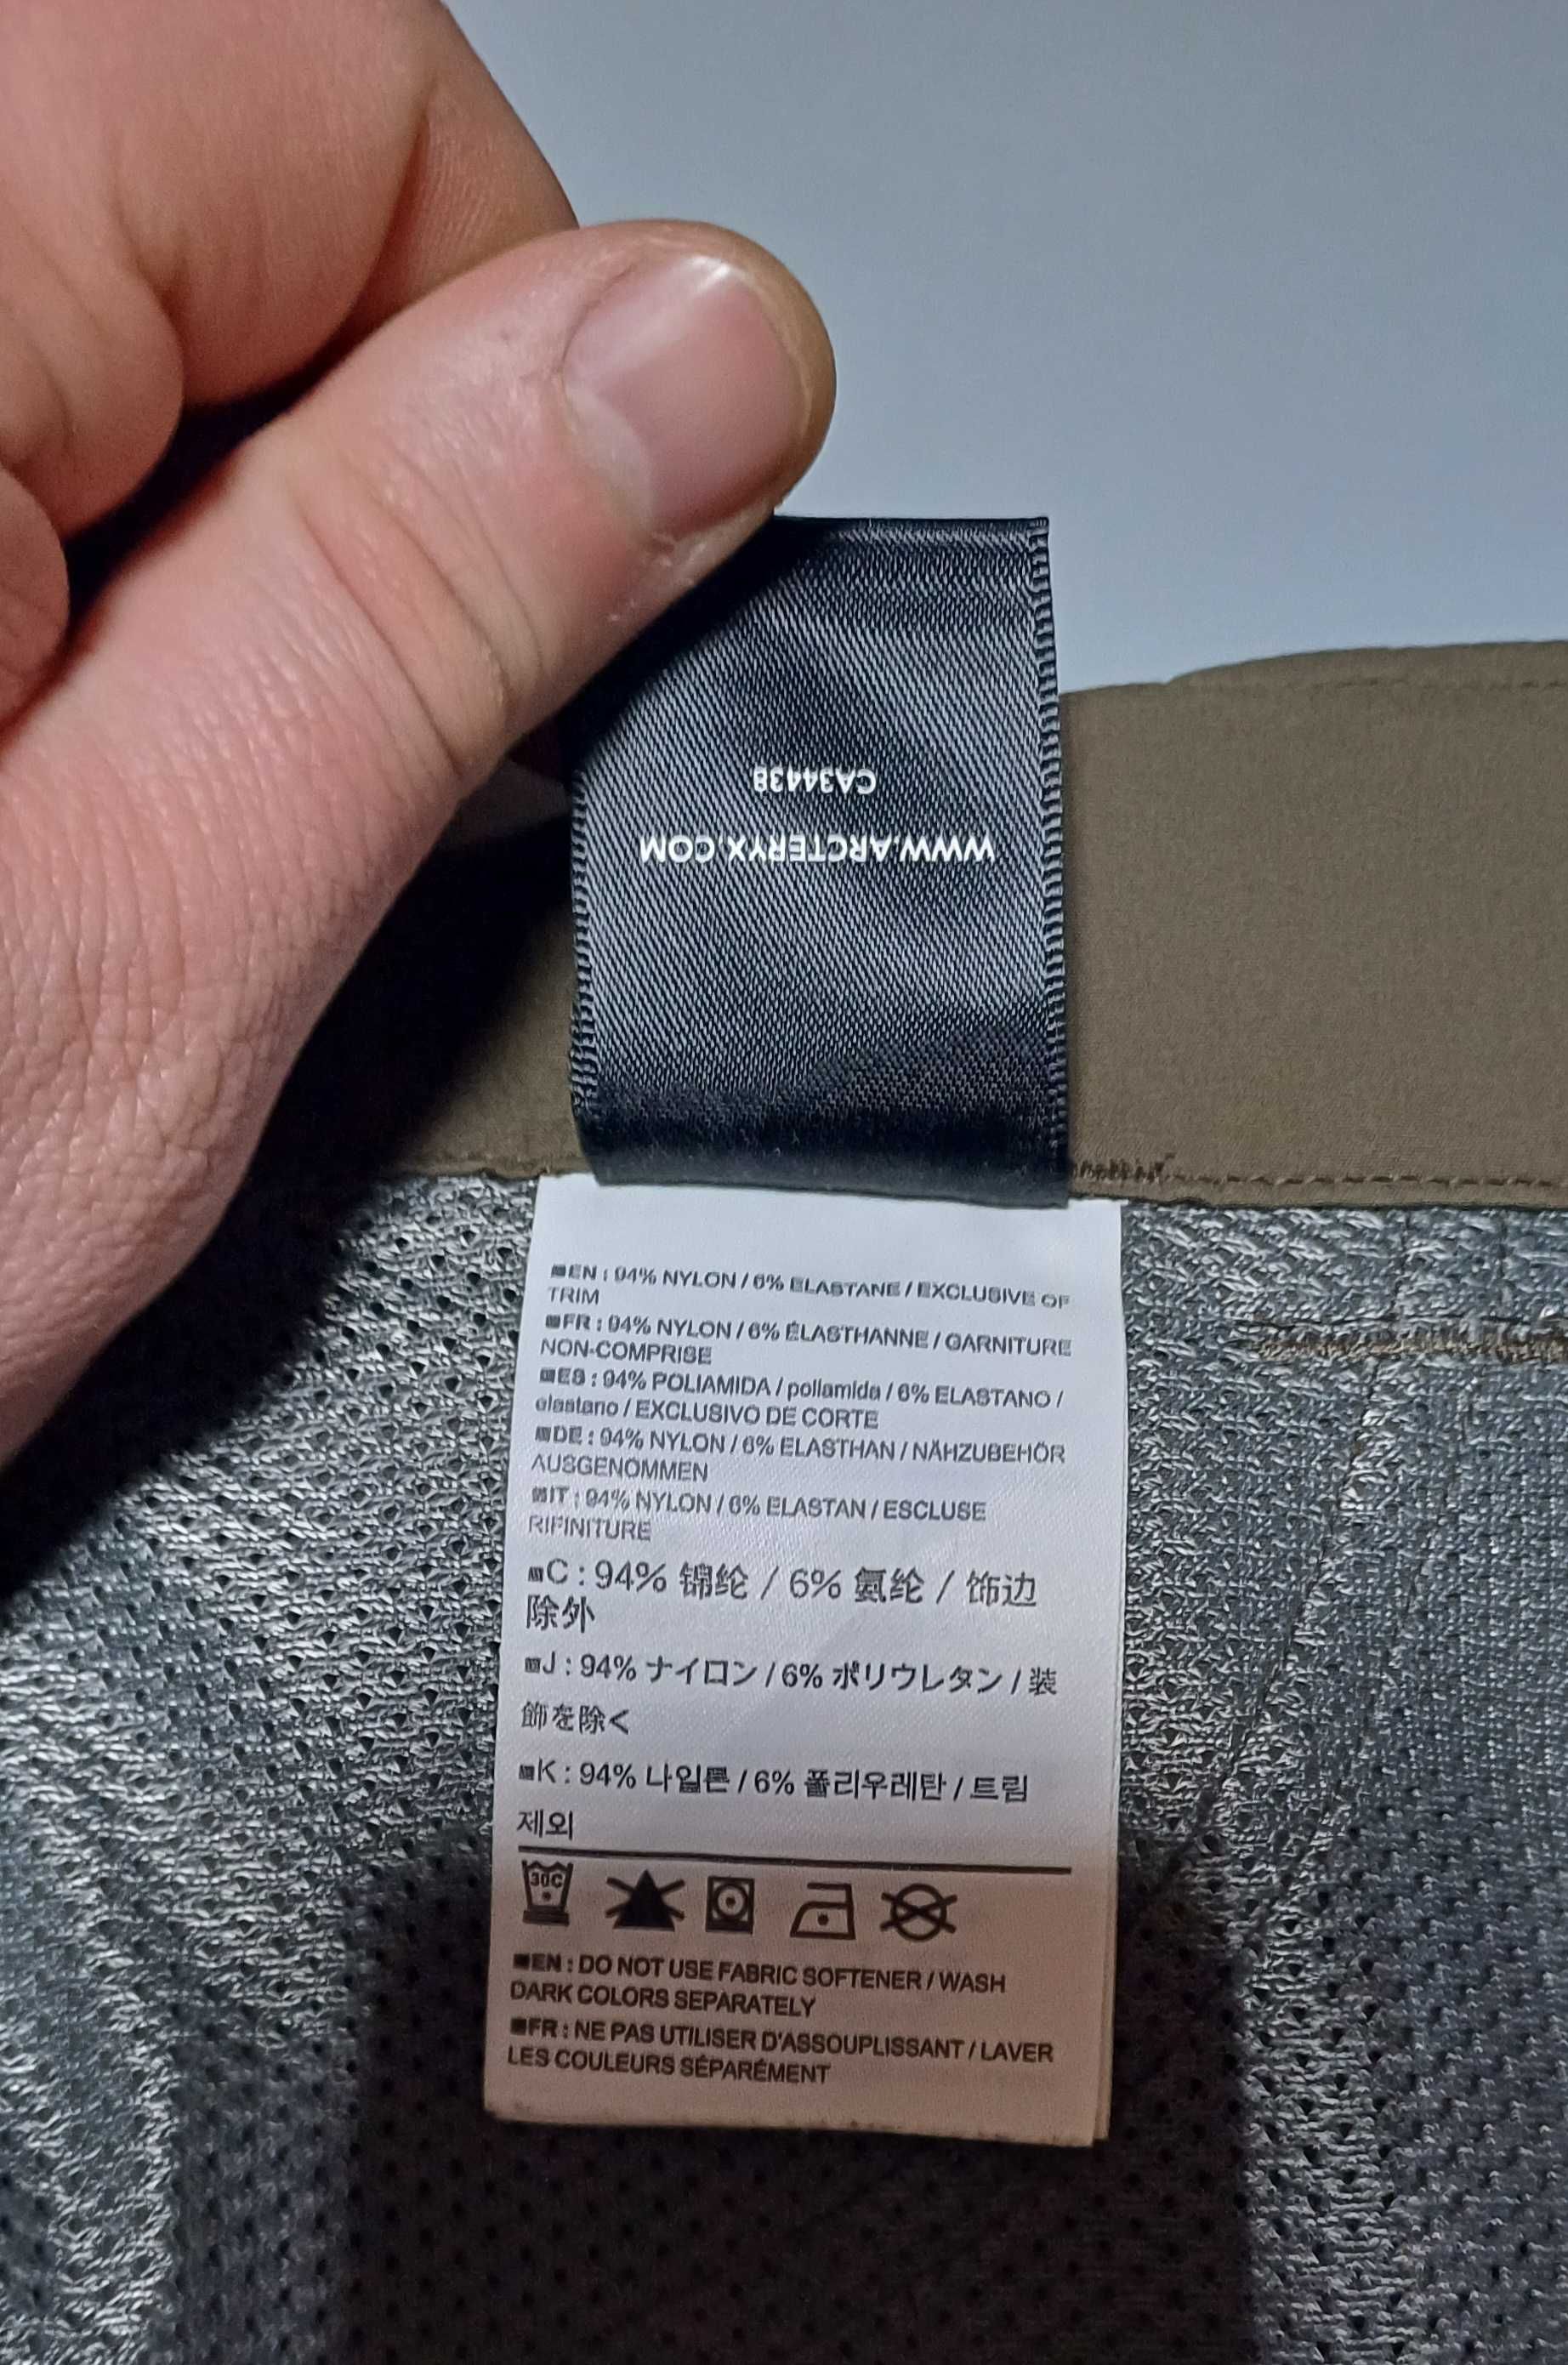 CA34438
WWW.ARCTERYX.COM
EN : 94% NYLON / 6% ELASTANE / EXCLUSIVE OF
TRIM
FR : 94% NYLON / 6% ÉLASTHANNE / GARNITURE
NON-COMPRISE
ES : 94% POLIAMIDA / poliamida / 6% ELASTANO /
elastano / EXCLUSIVO DE CORTE
DE : 94% NYLON / 6% ELASTHAN / NÄHZUBEHÖR
AUSGENOMMEN
IT : 94% NYLON / 6% ELASTAN / ESCLUSE
RIFINITURE
C : 94% 锦纶 / 6% 氨纶 / 饰边
除外
J : 94% ナイロン / 6% ポリウレタン / 装
飾を除く
K : 94% 나일론 / 6% 폴리우레탄 / 트림
제외
30C
EN : DO NOT USE FABRIC SOFTENER / WASH
DARK COLORS SEPARATELY
FR : NE PAS UTILISER D'ASSOUPLISSANT / LAVER
LES COULEURS SÉPARÉMENT